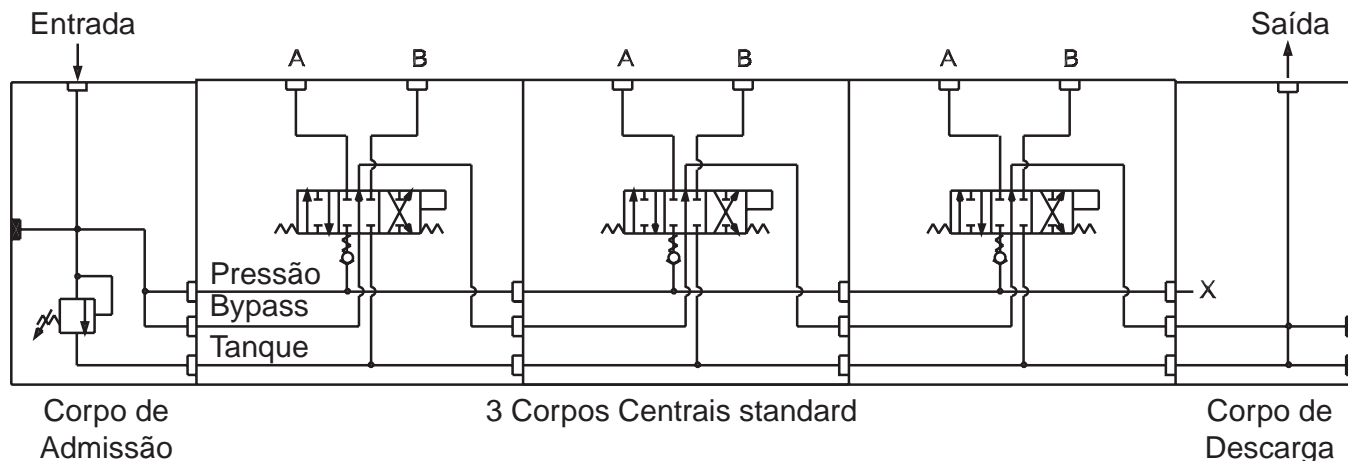 Entrada
Saída
A
B
A
B
A
B
Pressão
Bypass
Tanque
X
Corpo de
Admissão
3 Corpos Centrais standard
Corpo de
Descarga